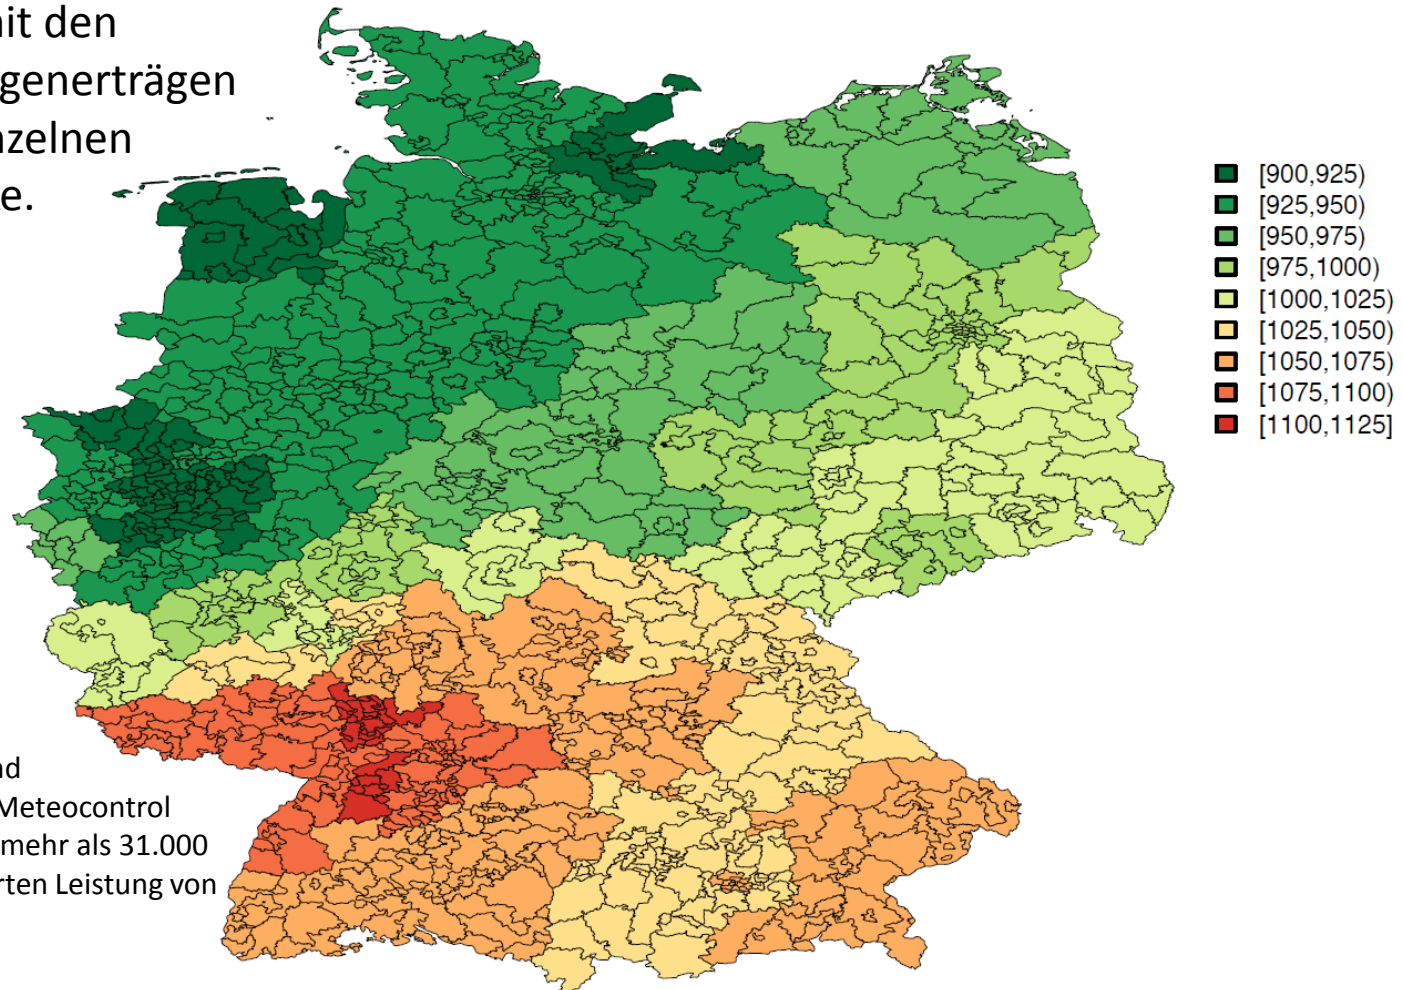 nit den
generträgen
nzelnen
e.
[900,925)
[925,950)
[950,975)
[975,1000)
[1000,1025)
[1025,1050)
[1050,1075)
[1075,1100)
[1100,1125]
nd
Meteocontrol
mehr als 31.000
rten Leistung von